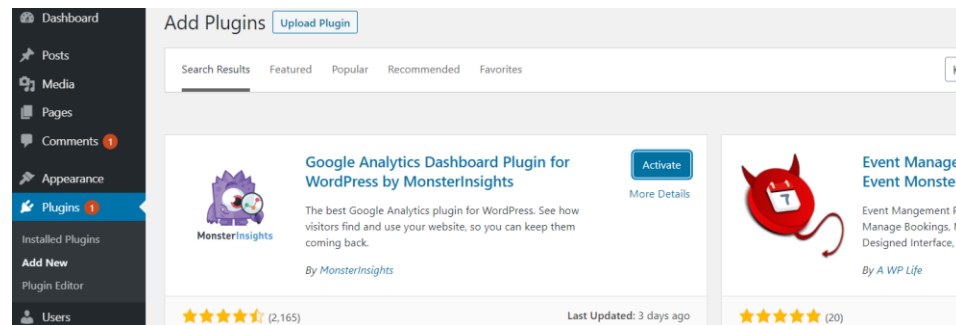 Dashboard
Posts
Media
Pages
Comments 1
Appearance
Plugins 1
Installed Plugins
Add New
Plugin Editor
Users
Add Plugins Upload Plugin
Search Results Featured Popular Recommended Favorites
MonsterInsights
Google Analytics Dashboard Plugin for
WordPress by MonsterInsights
The best Google Analytics plugin for WordPress. See how
visitors find and use your website, so you can keep them
coming back.
By MonsterInsights
Activate
More Details
(2,165)
Last Updated: 3 days ago
7
Event Manage
Event Monste
Event Mangement
Manage Bookings,
Designed Interface,
By A WP Life
(20)